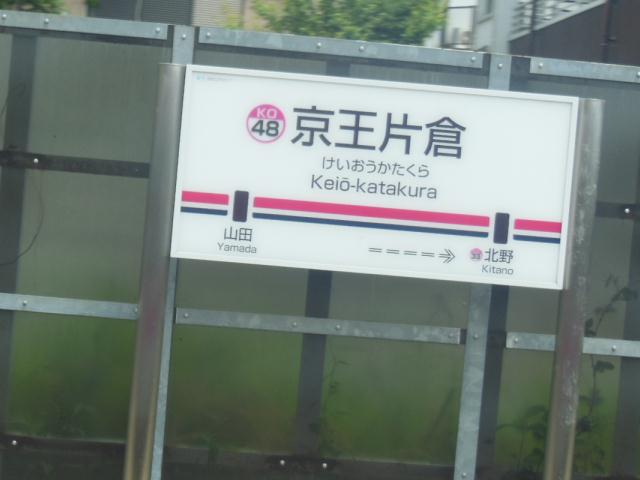 KO
48
京王片倉
けいおうかたくら
Keiō-katakura
山田
Yamada
北野
Kitano